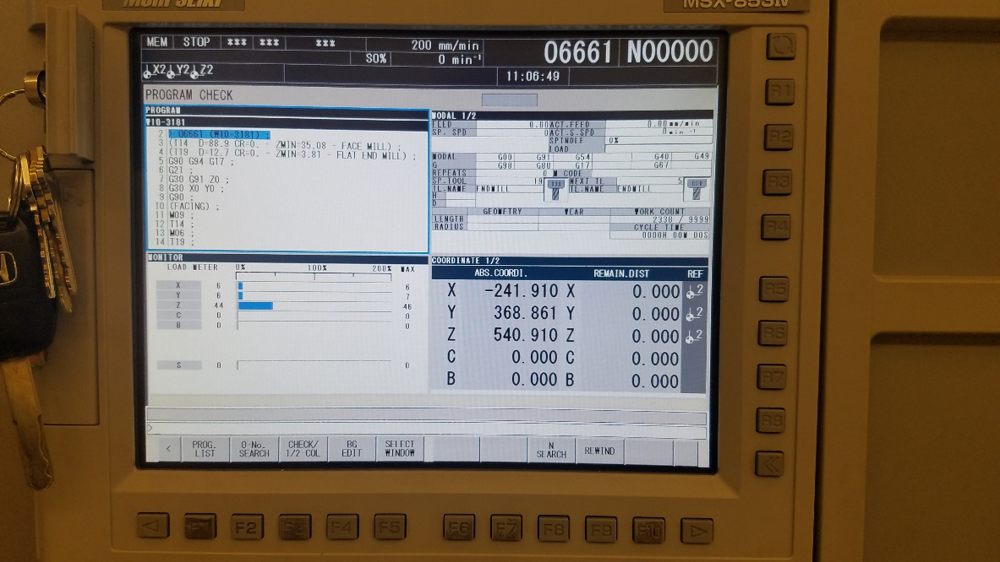 MORI SEIKI
MSX-853N
MEM STOP *** *** ***
200 mm/min
S0% 0 min⁻¹
O6661 N00000
X2 Y2 Z2
11:06:49
PROGRAM CHECK
PROGRAM
W10-3181
2 > O6661 (W10-3181) ;
3 (T14 D=88.9 CR=0. - ZMIN=35.08 - FACE MILL) ;
4 (T19 D=12.7 CR=0. - ZMIN=3.81 - FLAT END MILL) ;
5 G90 G94 G17 ;
6 G21 ;
7 G30 G91 Z0 ;
8 G30 X0 Y0 ;
9 G90 ;
10 (FACING) ;
11 M09 ;
12 T14 ;
13 M06 ;
14 T19 ;
MODAL 1/2
FEED 0.00 ACT.FEED 0.00 mm/min
SP. SPD 0 ACT.S.SPD 0 min⁻¹
SPINDLE LOAD 0%
MODAL G00 G91 G54 G40 G49
G G98 G80 G17 G67
REPEATS 0 M CODE
SP.TOOL 19 NEXT TL 5
TL.NAME ENDMILL TL.NAME ENDMILL
H
D
GEOMETRY WEAR WORK COUNT
LENGTH 2338 / 9999
RADIUS CYCLE TIME
0000H 00M 00S
MONITOR
LOAD METER 0% 100% 200% MAX
X 6 6
Y 6 7
Z 44 46
C 0 0
B 0 0
S 0 0
COORDINATE 1/2
ABS.COORDI. REMAIN.DIST REF
X -241.910 X 0.000 2
Y 368.861 Y 0.000 2
Z 540.910 Z 0.000 2
C 0.000 C 0.000
B 0.000 B 0.000
>
< PROG. LIST O-No. SEARCH CHECK/ 1/2-COL BG EDIT SELECT WINDOW N SEARCH REWIND
R1
R2
R3
R4
R5
R6
R7
R8
F2 F3 F4 F5 F6 F7 F8 F9 F10